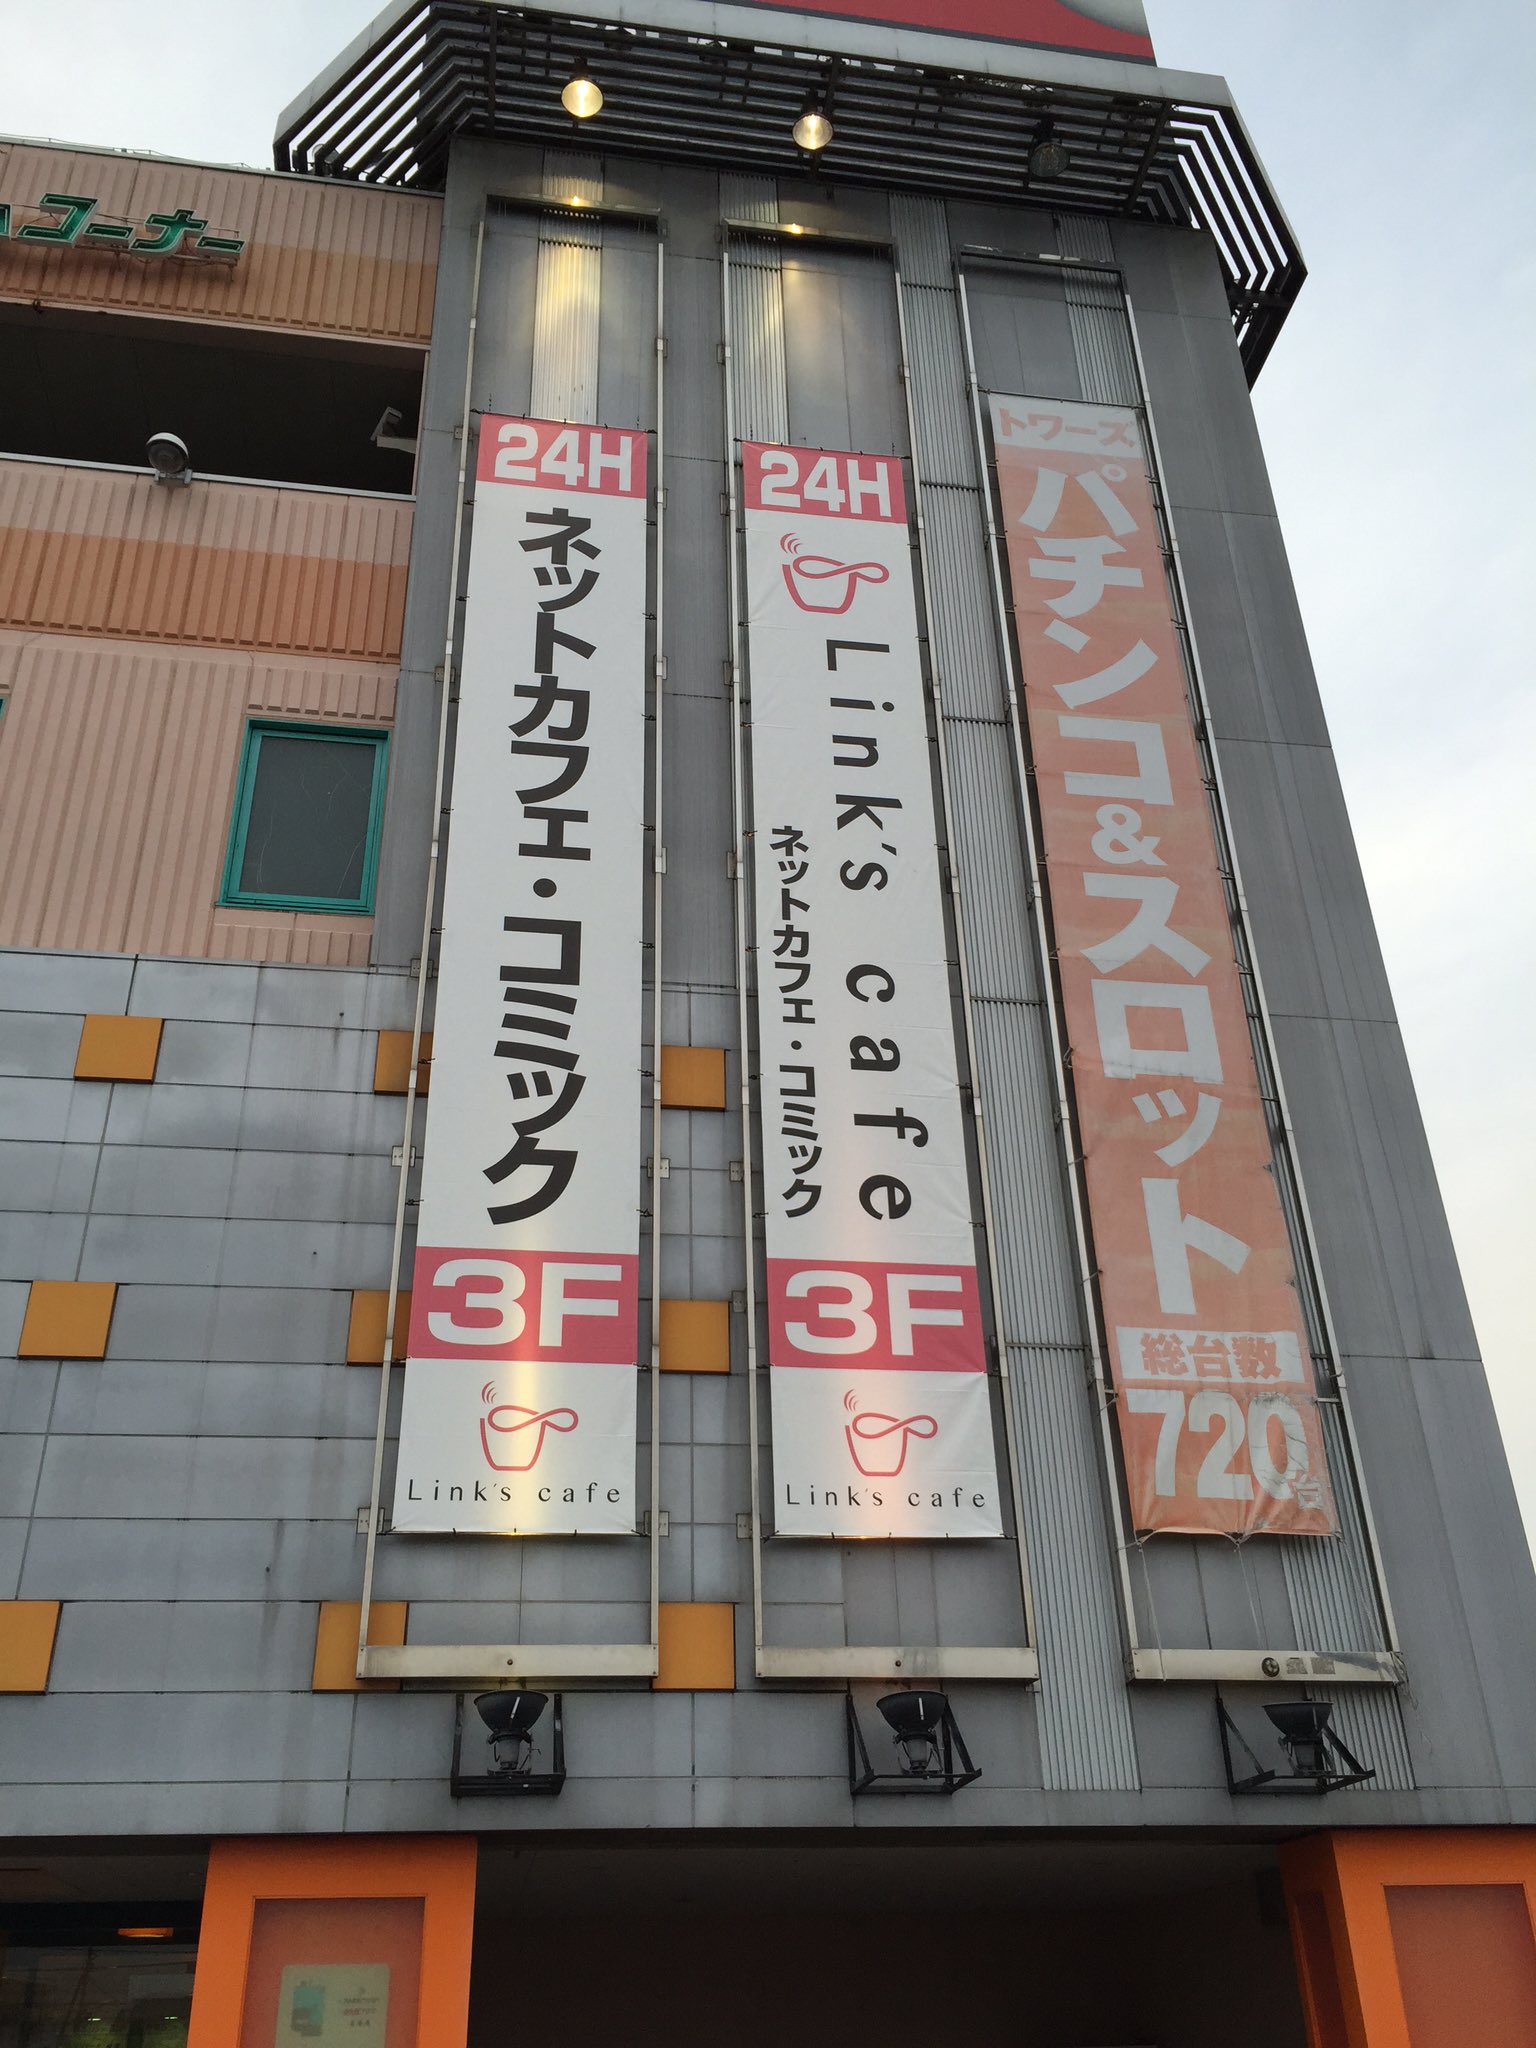 コーナー
24H
ネットカフェ・コミック
3F
Link's cafe
24H
Link's cafe
ネットカフェ・コミック
3F
Link's cafe
トワーズ
パチンコ&スロット
総台数
720台